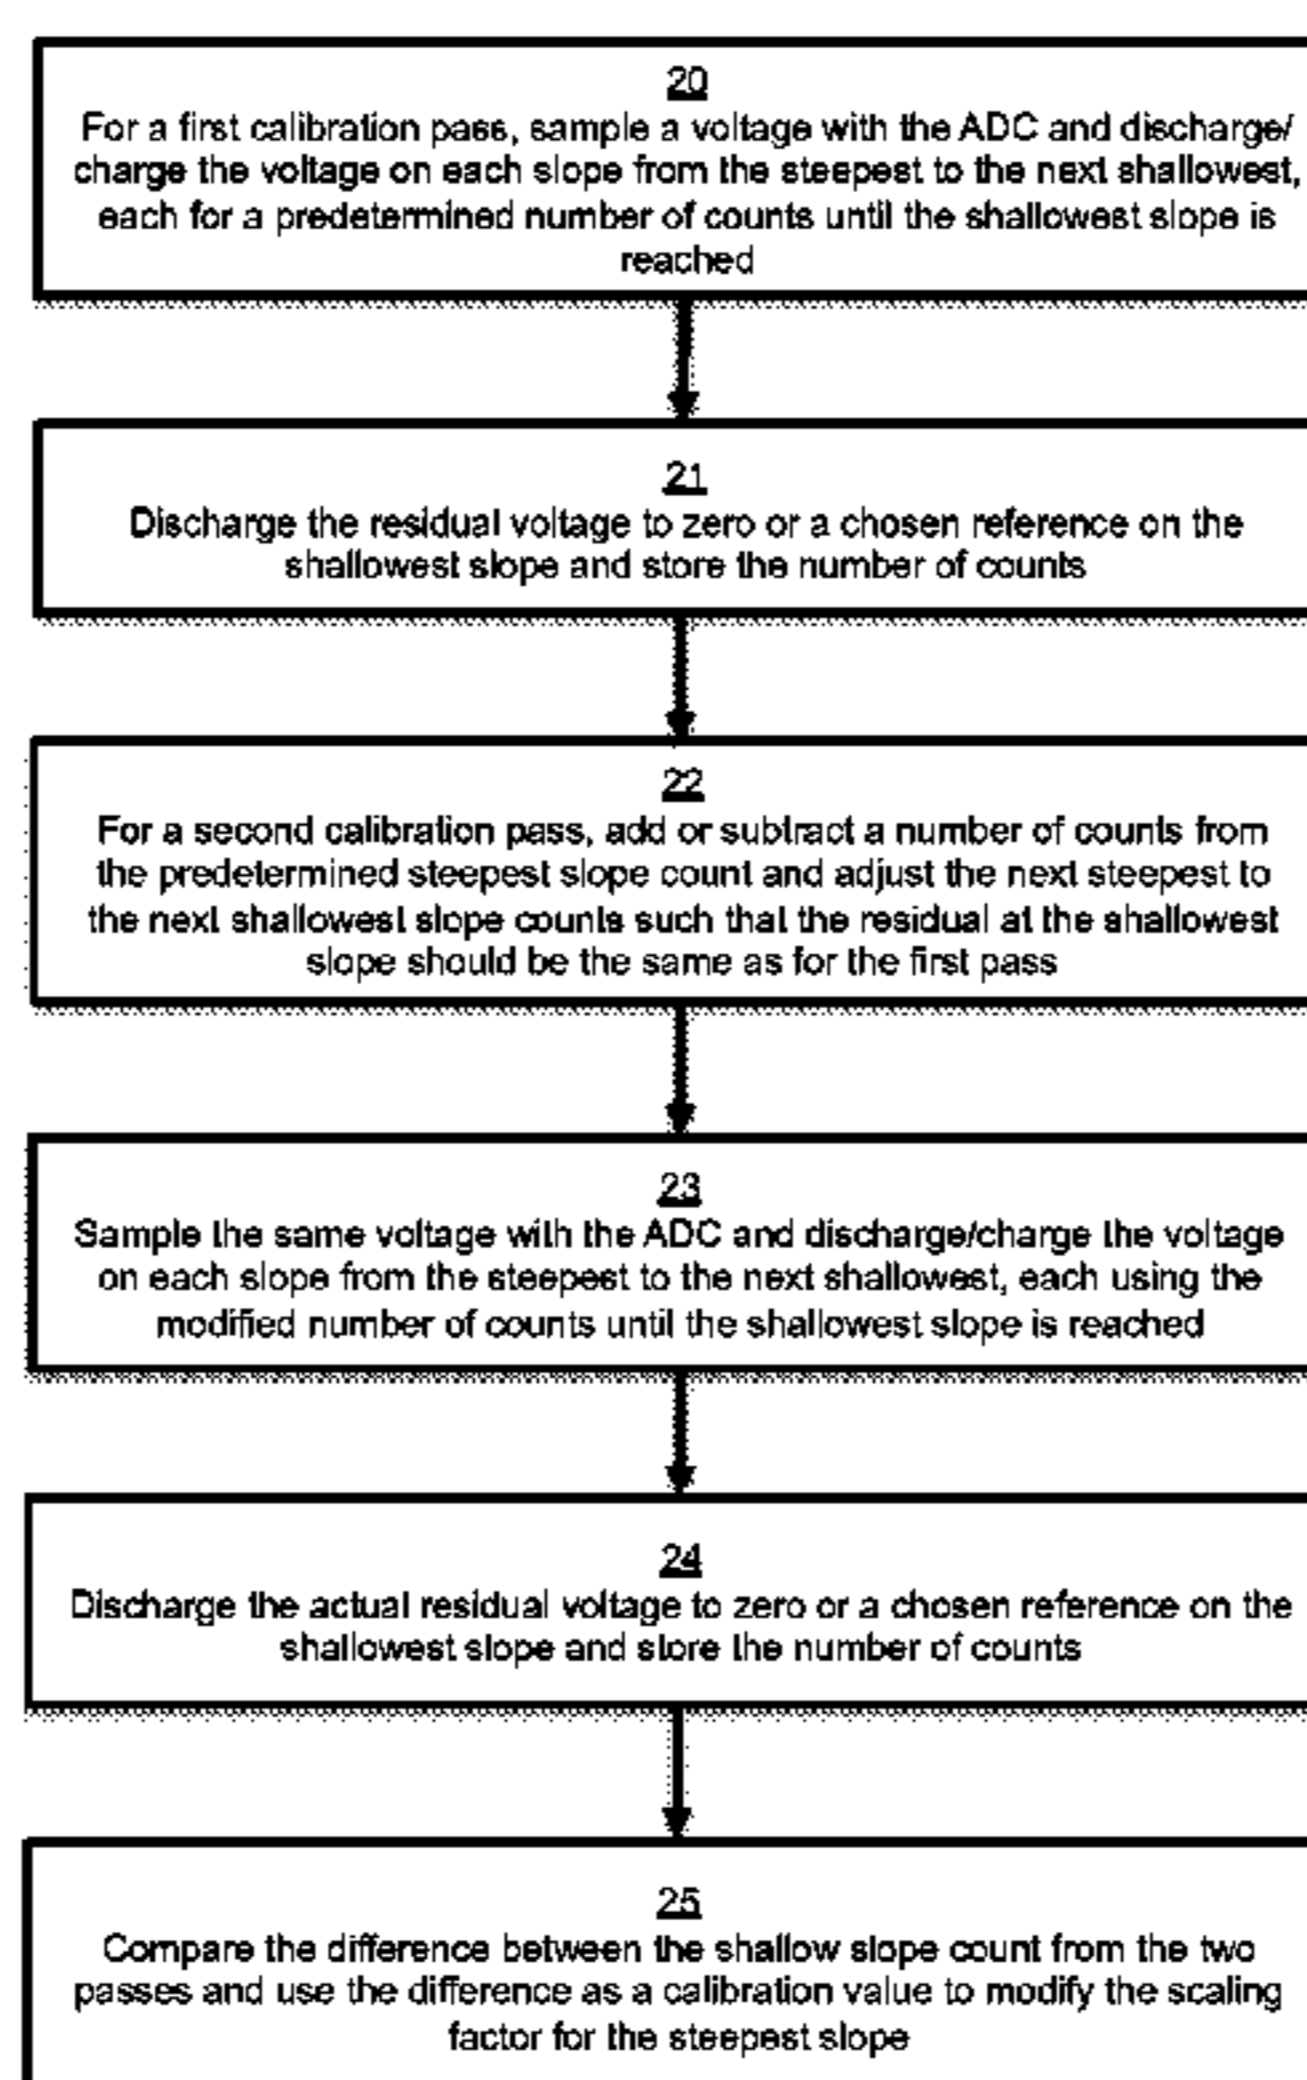 20
For a first calibration pass, sample a voltage with the ADC and discharge/
charge the voltage on each slope from the steepest to the next shallowest,
each for a predetermined number of counts until the shallowest slope is
reached
21
Discharge the residual voltage to zero or a chosen reference on the
shallowest slope and store the number of counts
22
For a second calibration pass, add or subtract a number of counts from
the predetermined steepest slope count and adjust the next steepest to
the next shallowest slope counts such that the residual at the shallowest
slope should be the same as for the first pass
23
Sample the same voltage with the ADC and discharge/charge the voltage
on each slope from the steepest to the next shallowest, each using the
modified number of counts until the shallowest slope is reached
24
Discharge the actual residual voltage to zero or a chosen reference on the
shallowest slope and store the number of counts
25
Compare the difference between the shallow slope count from the two
passes and use the difference as a calibration value to modify the scaling
factor for the steepest slope